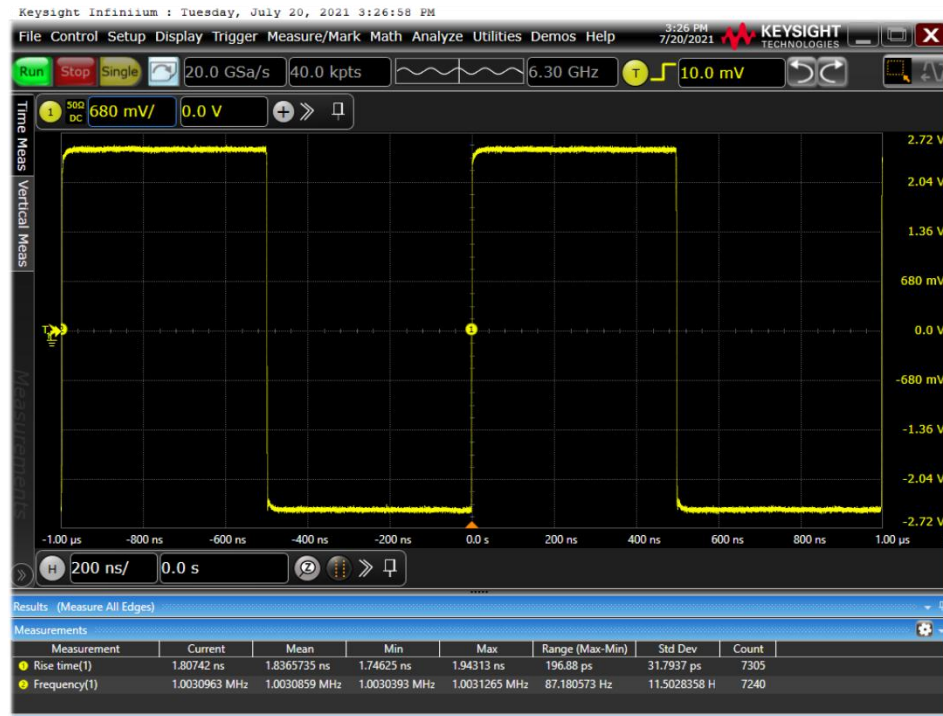 Keysight Infiniium : Tuesday, July 20, 2021 3:26:58 PM
File Control Setup Display Trigger Measure/Mark Math Analyze Utilities Demos Help
3:26 PM
7/20/2021
KEYSIGHT
TECHNOLOGIES
Run Stop Single 20.0 GSa/s 40.0 kpts 6.30 GHz T 10.0 mV
1 50Ω DC 680 mV/ 0.0 V
Time Meas
Vertical Meas
Measurements
2.72 V
2.04 V
1.36 V
680 mV
0.0 V
-680 mV
-1.36 V
-2.04 V
-2.72 V
T
1
-1.00 µs -800 ns -600 ns -400 ns -200 ns 0.0 s 200 ns 400 ns 600 ns 800 ns 1.00 µs
H 200 ns/ 0.0 s Z
Results (Measure All Edges)
Measurements
Measurement Current Mean Min Max Range (Max-Min) Std Dev Count
1 Rise time(1) 1.80742 ns 1.8365735 ns 1.74625 ns 1.94313 ns 196.88 ps 31.7937 ps 7305
2 Frequency(1) 1.0030963 MHz 1.0030859 MHz 1.0030393 MHz 1.0031265 MHz 87.180573 Hz 11.5028358 H 7240